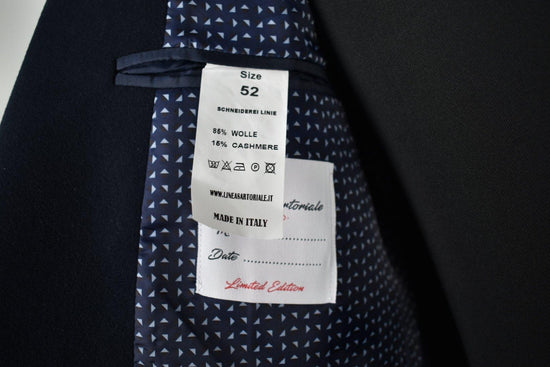 Size
52
SCHNEIDEREI LINIE
85% WOLLE
15% CASHMERE
WWW.LINEASARTORIALE.IT
MADE IN ITALY
Date
Limited Edition